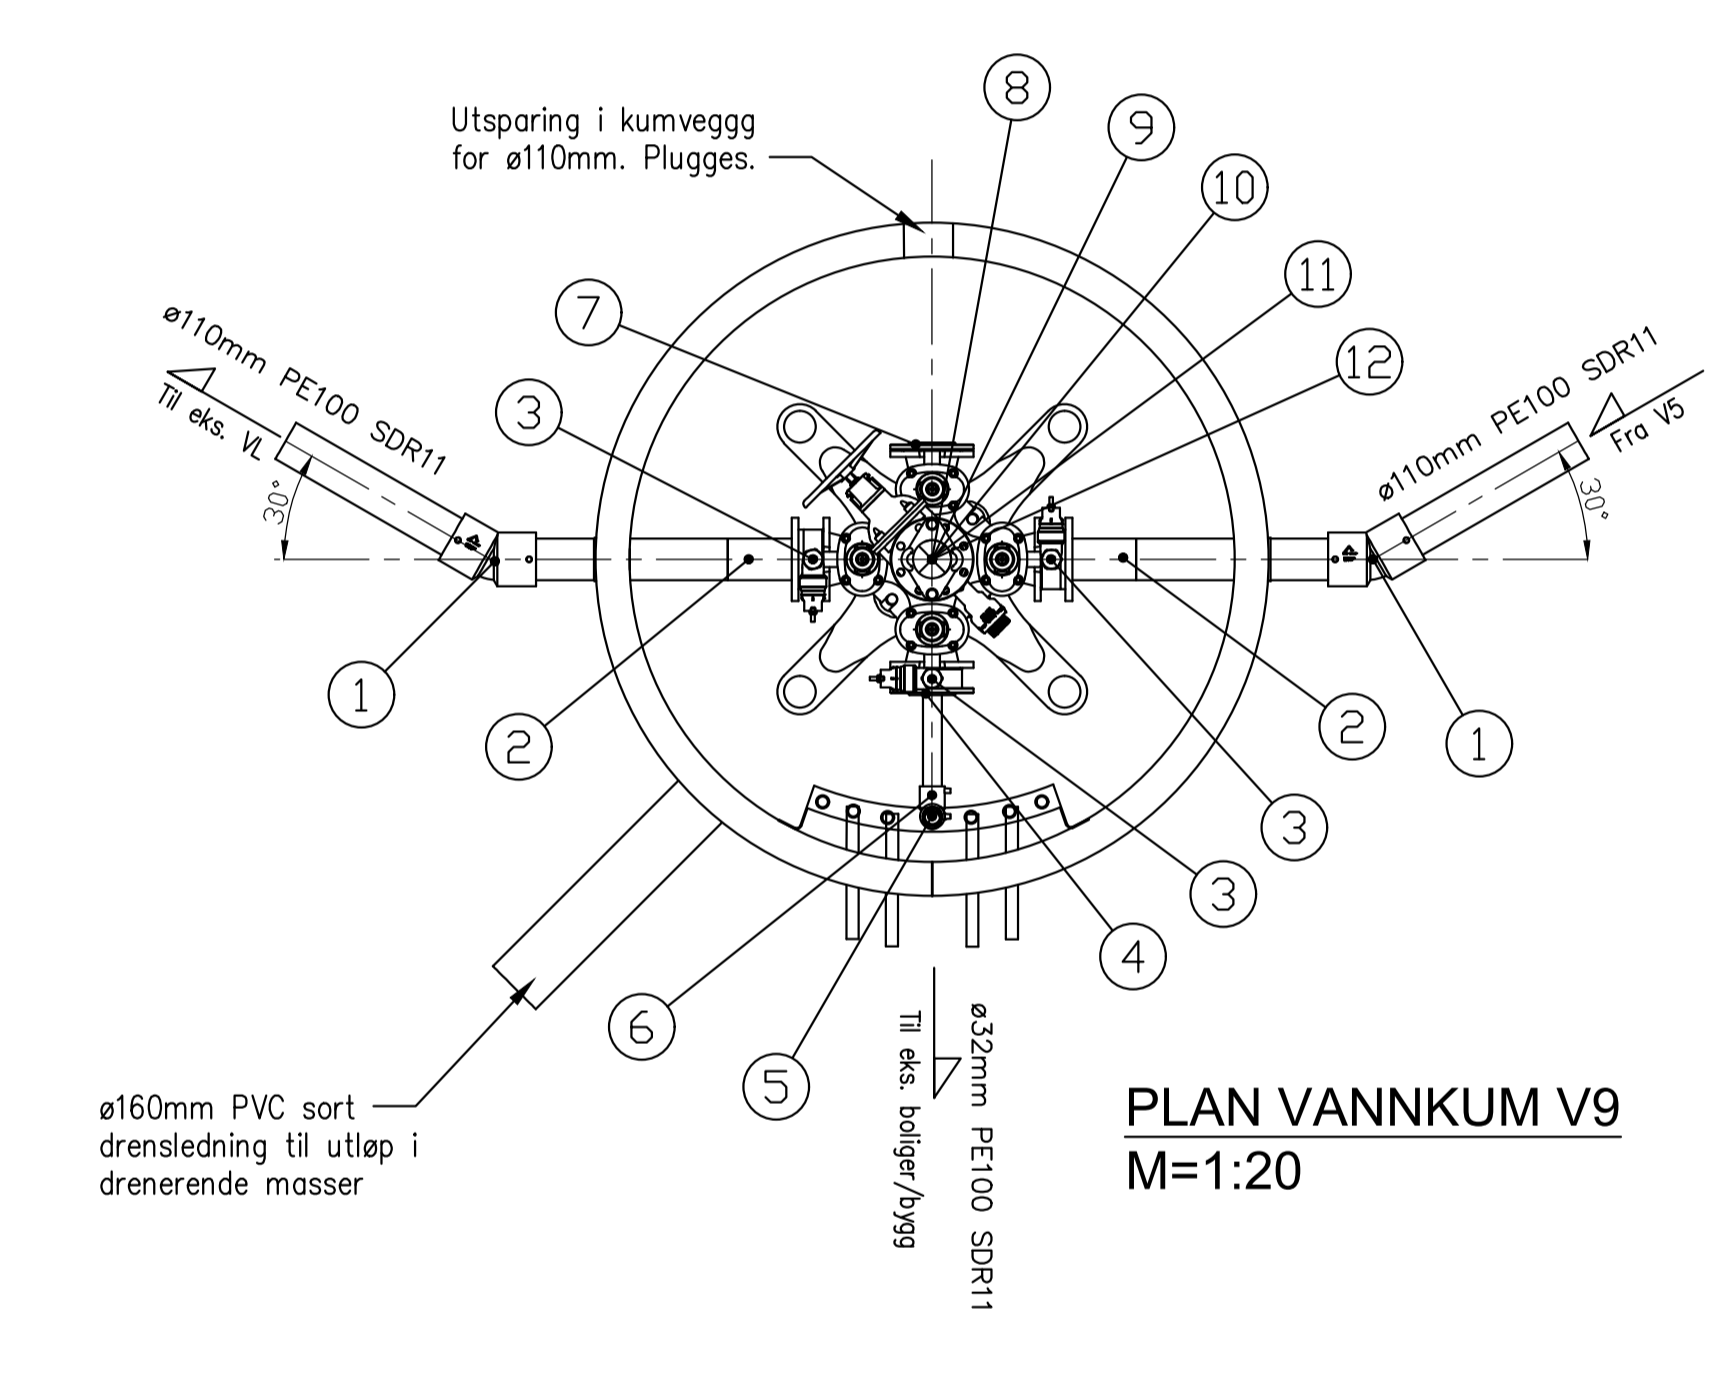 8
Utsparing i kumveggg
for ø110mm. Plugges.
9
10
11
7
12
3
ø110mm PE100 SDR11
Til eks. VL
30°
ø110mm PE100 SDR11
Fra V5
30°
A
A
1
2
2
1
3
3
4
6
5
ø160mm PVC sort
drensledning til utløp i
drenerende masser
Til eks. boliger/bygg
ø32mm PE100 SDR11
PLAN VANNKUM V9
M=1:20